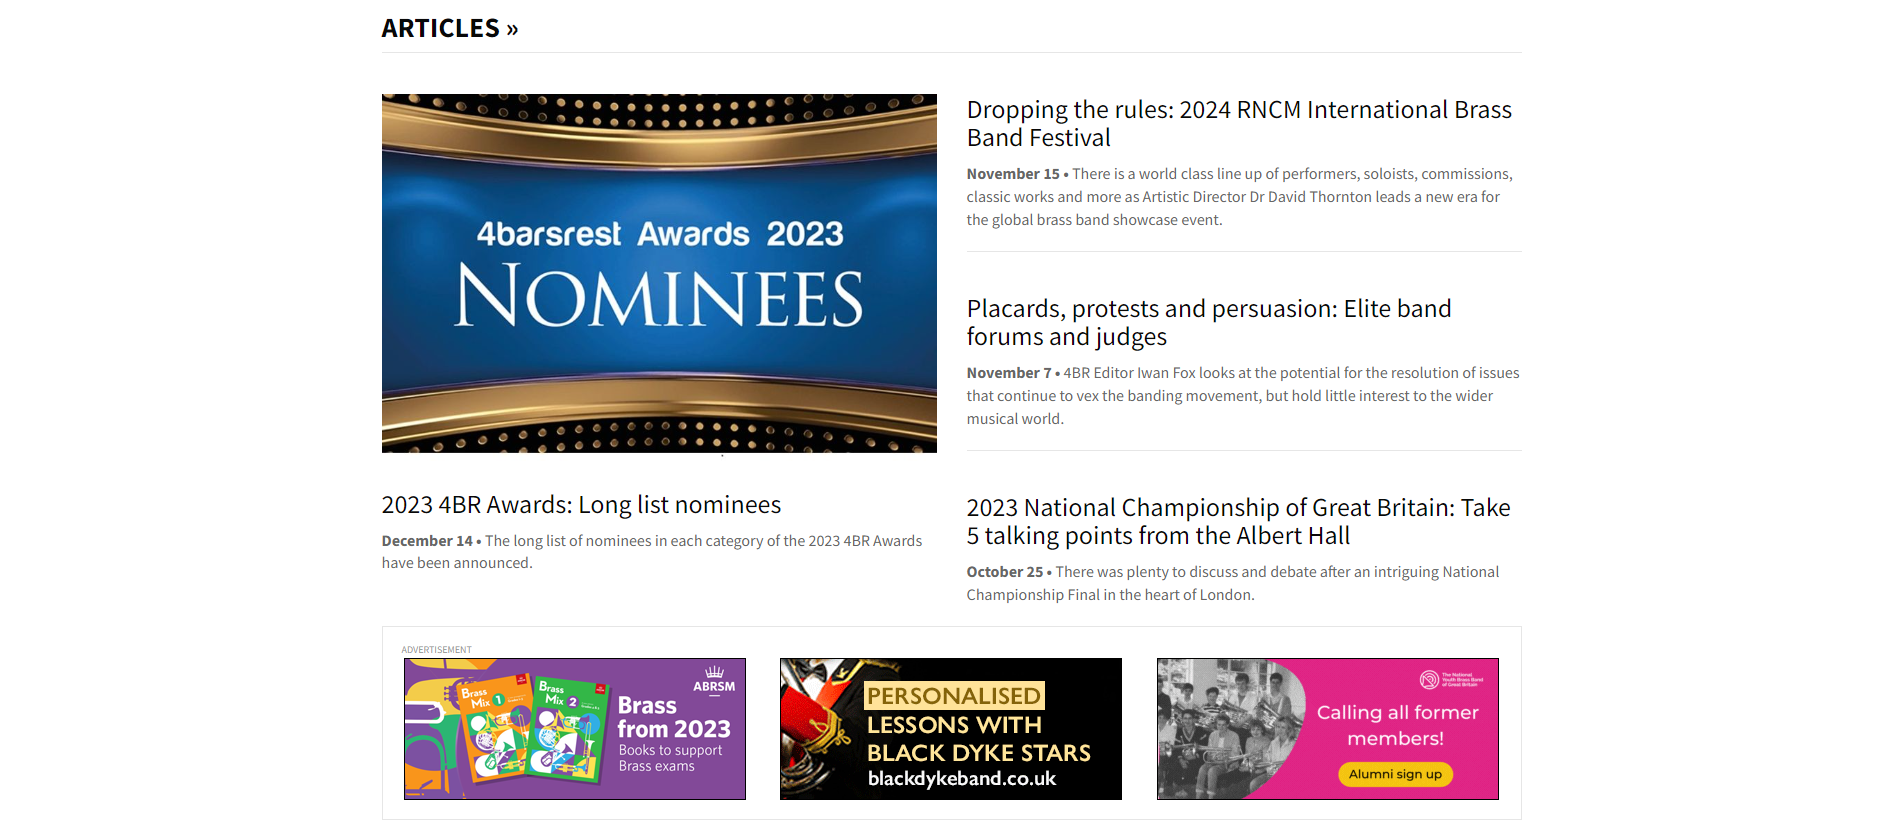 ARTICLES »
4barsrest Awards 2023
NOMINEES
2023 4BR Awards: Long list nominees
December 14 • The long list of nominees in each category of the 2023 4BR Awards
have been announced.
Dropping the rules: 2024 RNCM International Brass
Band Festival
November 15 • There is a world class line up of performers, soloists, commissions,
classic works and more as Artistic Director Dr David Thornton leads a new era for
the global brass band showcase event.
Placards, protests and persuasion: Elite band
forums and judges
November 7 • 4BR Editor Iwan Fox looks at the potential for the resolution of issues
that continue to vex the banding movement, but hold little interest to the wider
musical world.
2023 National Championship of Great Britain: Take
5 talking points from the Albert Hall
October 25 • There was plenty to discuss and debate after an intriguing National
Championship Final in the heart of London.
ADVERTISEMENT
Brass
Mix 1
Brass
Mix 2
ABRSM
Brass
from 2023
Books to support
Brass exams
PERSONALISED
LESSONS WITH
BLACK DYKE STARS
blackdykeband.co.uk
The National
Youth Brass Band
of Great Britain
Calling all former
members!
Alumni sign up